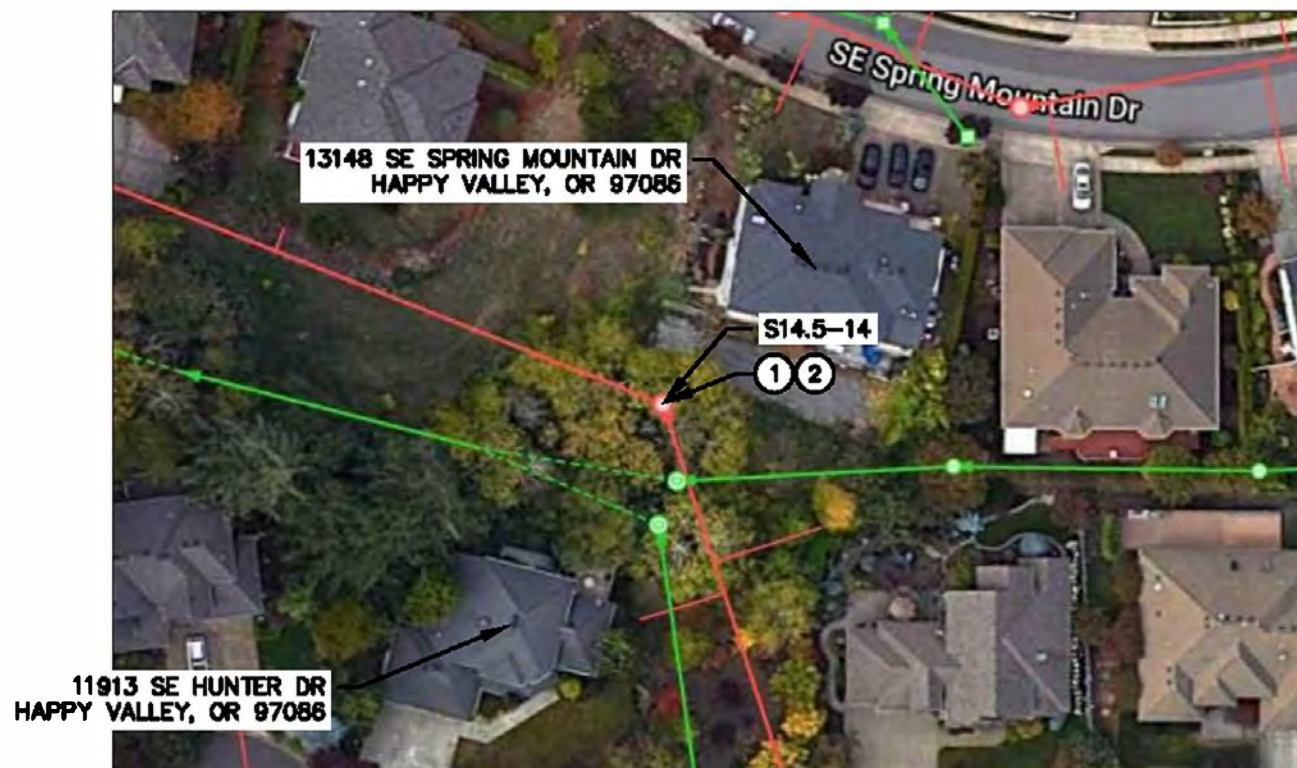 SE Spring Mountain Dr
13148 SE SPRING MOUNTAIN DR
HAPPY VALLEY, OR 97086
S14.5-14
1 2
11913 SE HUNTER DR
HAPPY VALLEY, OR 97086